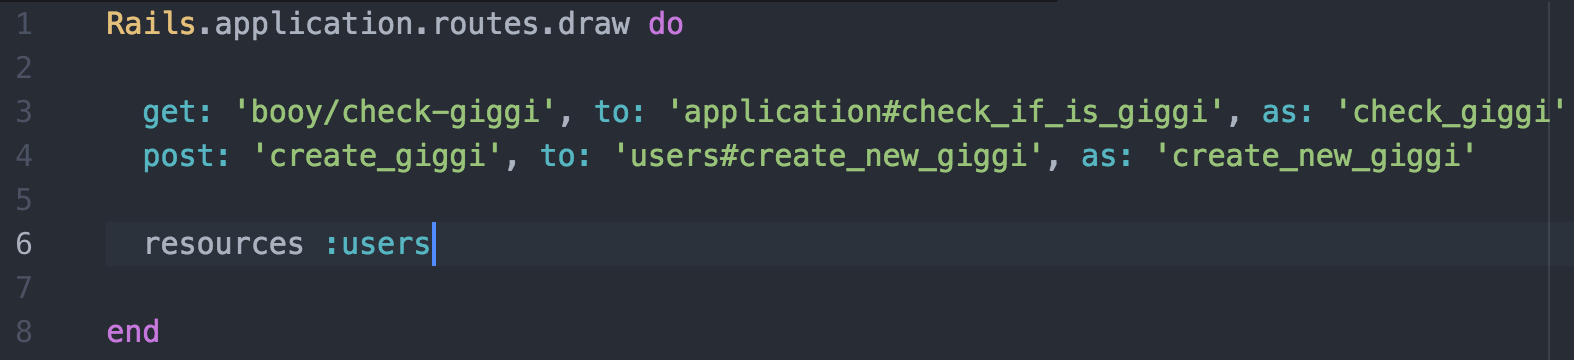 1 Rails.application.routes.draw do
2
3 get: 'booy/check-giggi', to: 'application#check_if_is_giggi', as: 'check_giggi'
4 post: 'create_giggi', to: 'users#create_new_giggi', as: 'create_new_giggi'
5
6 resources :users
7
8 end